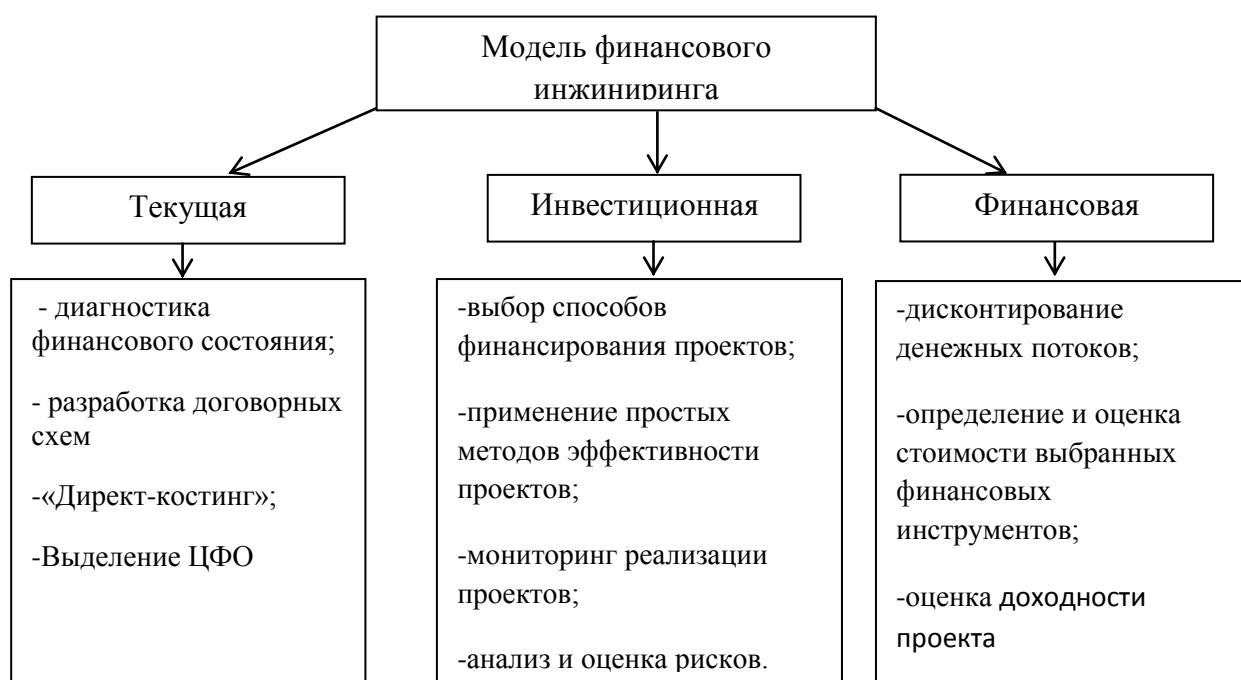 Модель финансового
инжиниринга
Текущая
Инвестиционная
Финансовая
- диагностика
финансового состояния;
- разработка договорных
схем
-«Директ-костинг»;
-Выделение ЦФО
-выбор способов
финансирования проектов;
-применение простых
методов эффективности
проектов;
-мониторинг реализации
проектов;
-анализ и оценка рисков.
-дисконтирование
денежных потоков;
-определение и оценка
стоимости выбранных
финансовых
инструментов;
-оценка доходности
проекта